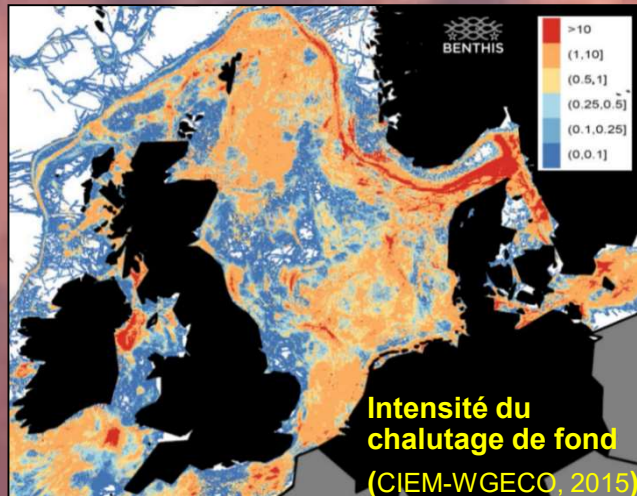 BENTHIS
>10
(1,10]
(0.5,1]
(0.25,0.5]
(0.1,0.25]
(0,0.1]
Intensité du
chalutage de fond
(CIEM-WGECO, 2015)